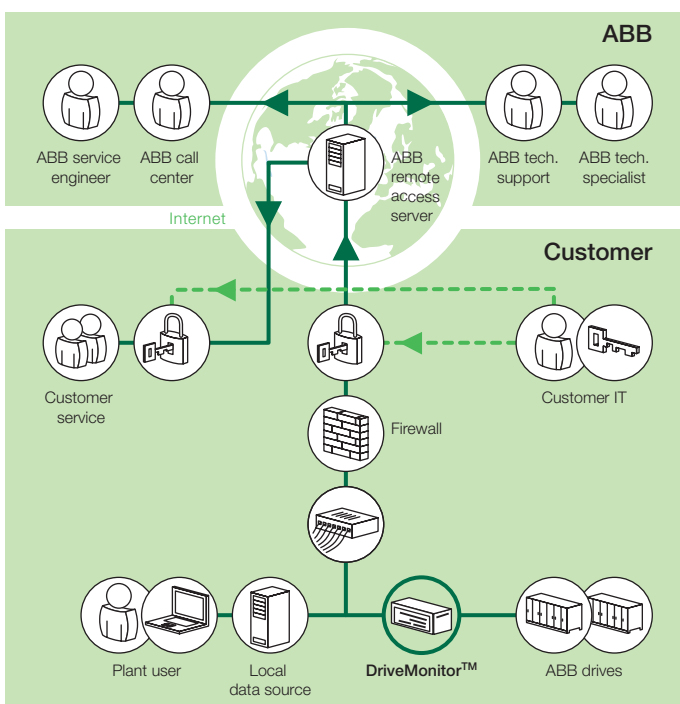 ABB
ABB service
engineer
ABB call
center
ABB
remote
access
server
ABB tech.
support
ABB tech.
specialist
Internet
Customer
Customer
service
Customer IT
Firewall
Plant user
Local
data source
DriveMonitor™
ABB drives